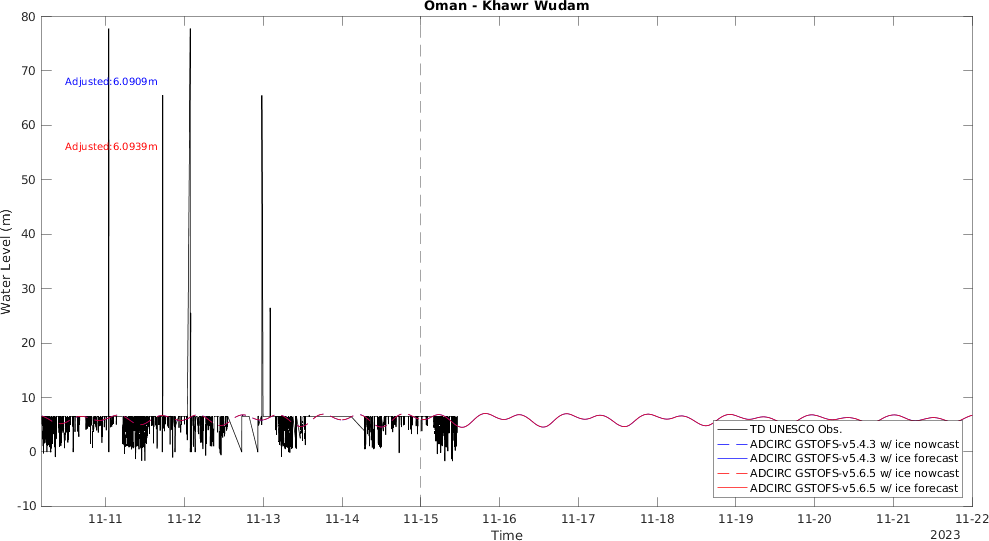 Oman - Khawr Wudam
80
70
60
50
40
30
20
10
0
-10
Water Level (m)
Adjusted:6.0909m
Adjusted:6.0939m
TD UNESCO Obs.
ADCIRC GSTOFS-v5.4.3 w/ ice nowcast
ADCIRC GSTOFS-v5.4.3 w/ ice forecast
ADCIRC GSTOFS-v5.6.5 w/ ice nowcast
ADCIRC GSTOFS-v5.6.5 w/ ice forecast
11-11 11-12 11-13 11-14 11-15 11-16 11-17 11-18 11-19 11-20 11-21 11-22
Time
2023